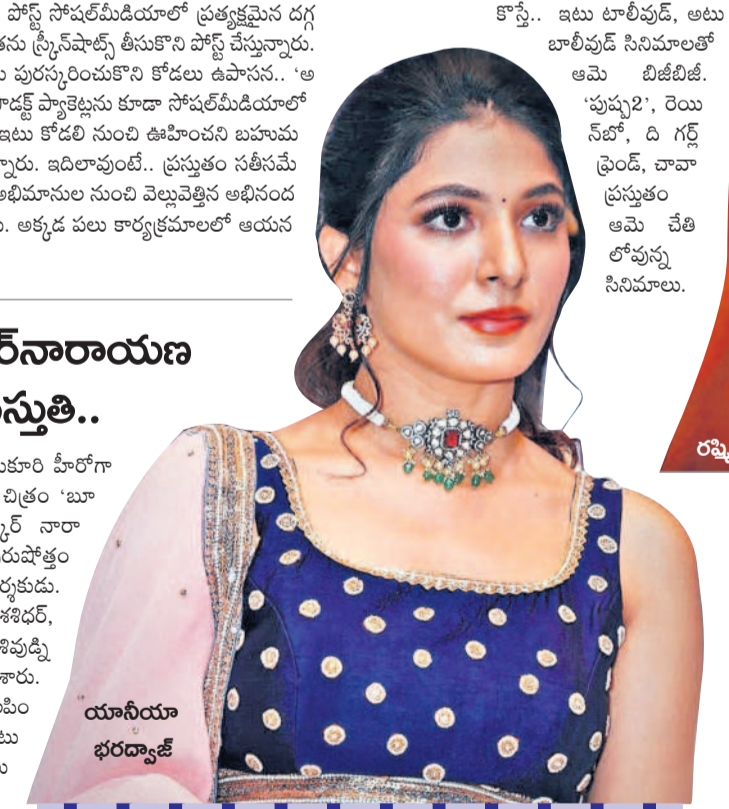 పోస్ట్ సోషల్‌మీడియాలో ప్రత్యక్షమైన దగ్గ
తను స్క్రీన్‌షాట్స్ తీసుకొని పోస్ట్ చేస్తున్నారు.
పురస్కరించుకొని కోడలు ఉపాసన.. ‘అ
డక్ట్ ప్యాకెట్లను కూడా సోషల్‌మీడియాలో
ఇటు కోడలి నుంచి ఊహించని బహుమ
న్నారు. ఇదిలావుంటే.. ప్రస్తుతం సతీసమే
అభిమానుల నుంచి వెల్లువెత్తిన అభినంద
అక్కడ పలు కార్యక్రమాలలో ఆయన
ర్‌నారాయణ
స్తుతి..
కూరి హీరోగా
చిత్రం ‘బూ
స్కర్ నారా
రుషోత్తం
ర్శకుడు.
శశిధర్,
శివుడ్ని
శారు.
పిం
టు
యానీయా
భరద్వాజ్
కొస్తే.. ఇటు టాలీవుడ్, అటు
బాలీవుడ్ సినిమాలతో
ఆమె బిజీబిజీ.
‘పుష్ప2’, రెయి
న్‌బో, ది గర్ల్
ఫ్రెండ్, చావా
ప్రస్తుతం
ఆమె చేతి
లోవున్న
సినిమాలు.
రష్మి